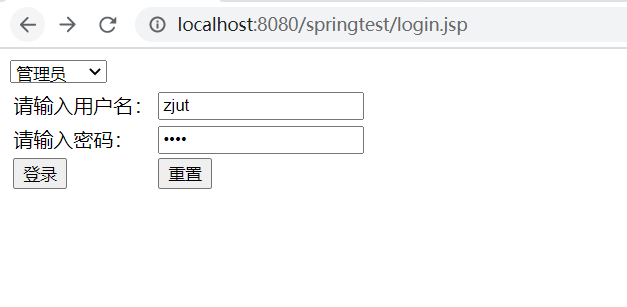 localhost:8080/springtest/login.jsp
管理员
请输入用户名： zjut
请输入密码： ••••
登录 重置